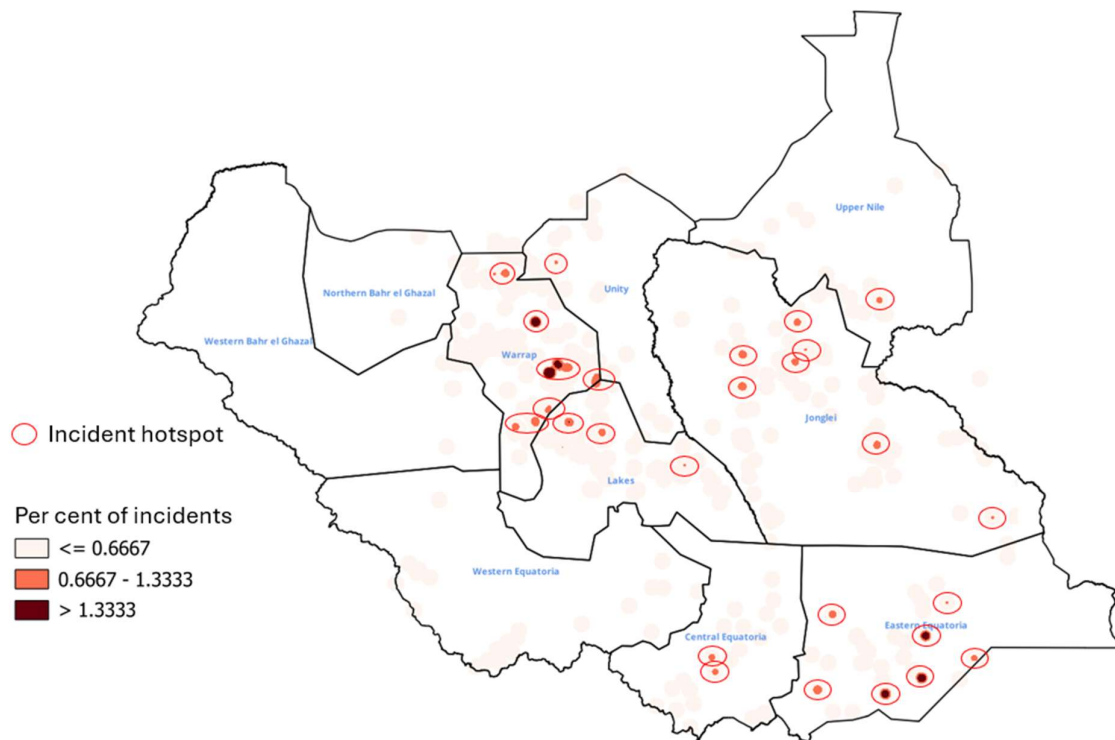 Upper Nile
Northern Bahr el Ghazal
Unity
Western Bahr el Ghazal
Warrap
Jonglei
Incident hotspot
Lakes
Per cent of incidents
<= 0.6667
0.6667 - 1.3333
> 1.3333
Western Equatoria
Eastern Equatoria
Central Equatoria